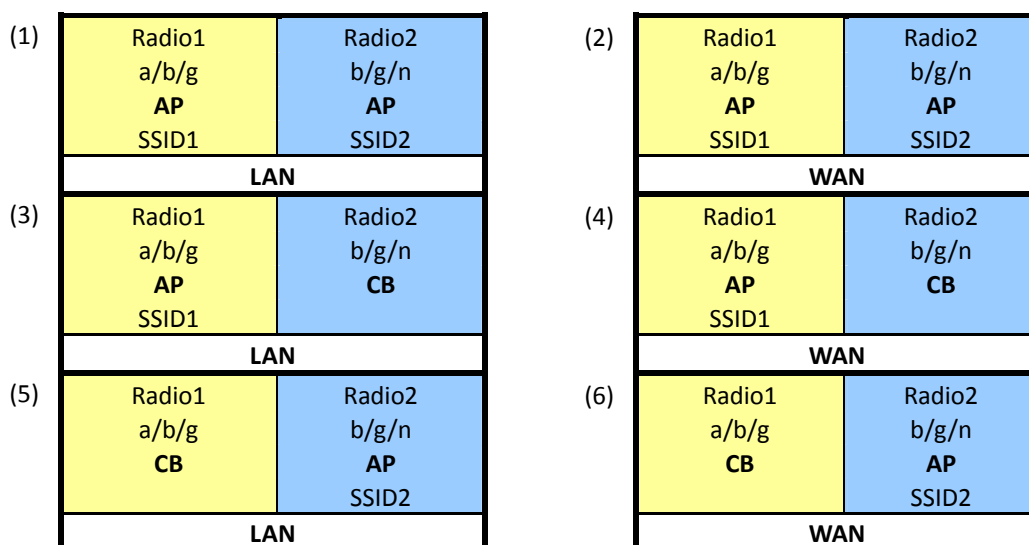 (1)
Radio1
Radio2
a/b/g
b/g/n
AP
AP
SSID1
SSID2
LAN
(2)
Radio1
Radio2
a/b/g
b/g/n
AP
AP
SSID1
SSID2
WAN
(3)
Radio1
Radio2
a/b/g
b/g/n
AP
CB
SSID1
LAN
(4)
Radio1
Radio2
a/b/g
b/g/n
AP
CB
SSID1
WAN
(5)
Radio1
Radio2
a/b/g
b/g/n
CB
AP
SSID2
LAN
(6)
Radio1
Radio2
a/b/g
b/g/n
CB
AP
SSID2
WAN